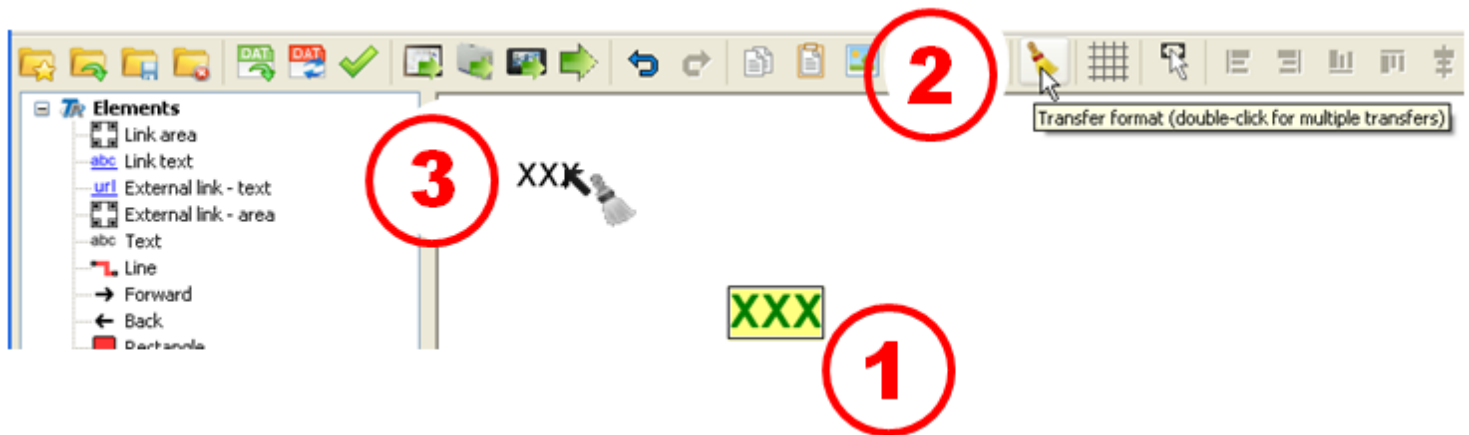 DAT DAT
2
Transfer format (double-click for multiple transfers)
Elements
Link area
abc Link text
url External link - text
External link - area
abc Text
Line
Forward
Back
Rectangle
3
XXX
XXX
1